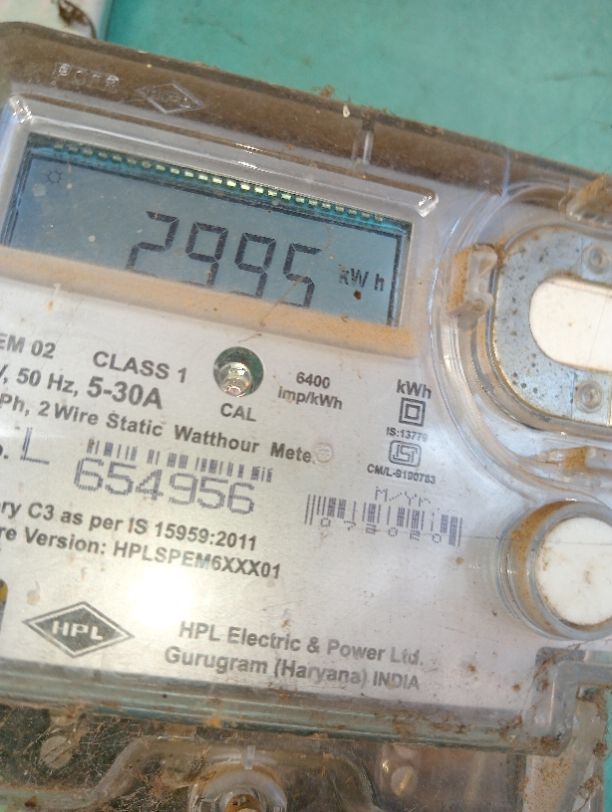 2995 kWh
EM 02
CLASS 1
V, 50 Hz, 5-30A
CAL
6400
imp/kWh
kWh
Ph, 2 Wire Static Watthour Mete
IS:13779
ISI
L
654956
M/YR
ry C3 as per IS 15959:2011
re Version: HPLSPEM6XXX01
HPL
HPL Electric & Power Ltd.
Gurugram (Haryana) INDIA